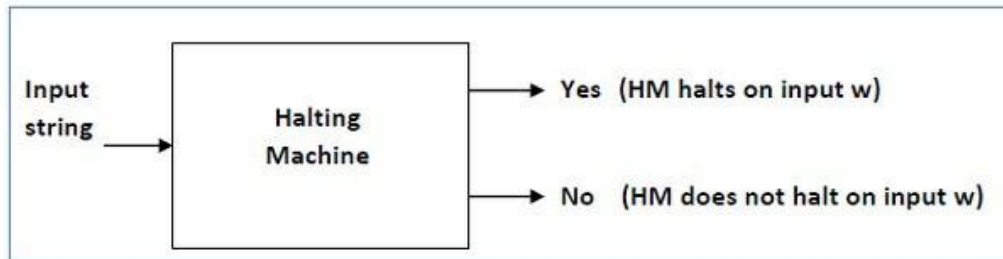 Input
string
Halting
Machine
Yes (HM halts on input w)
No (HM does not halt on input w)